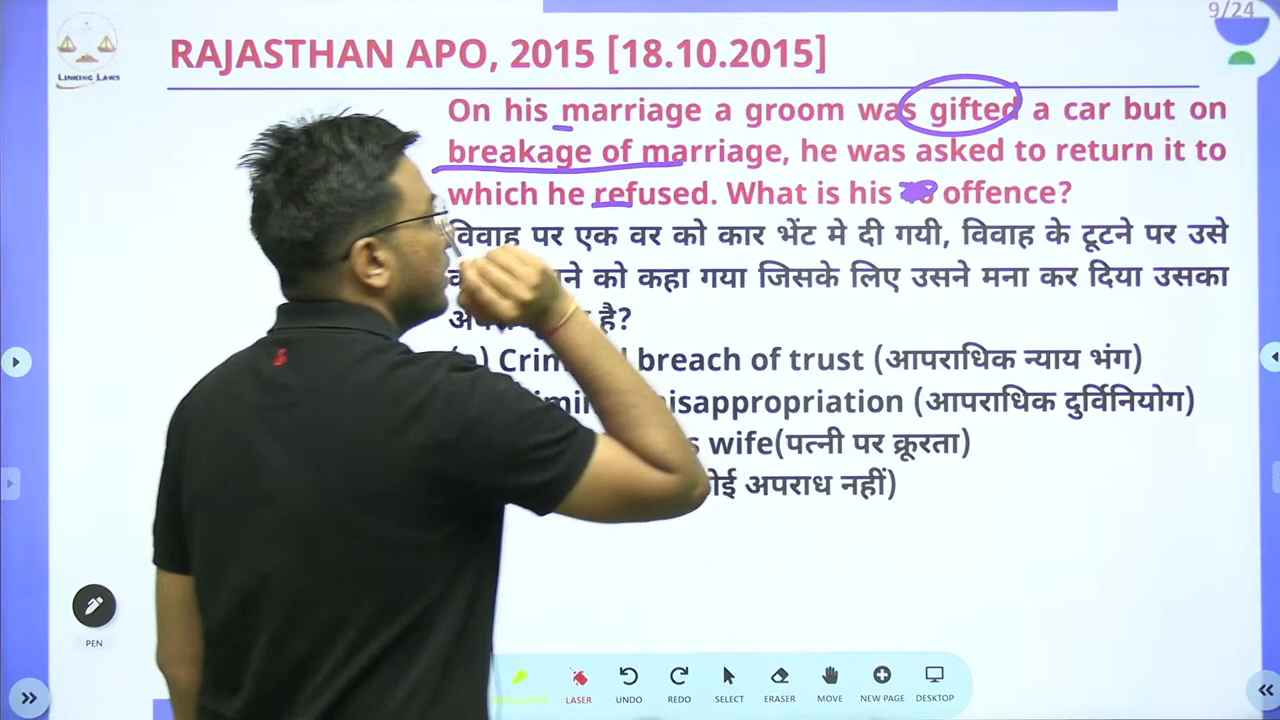 9/24
LINKING LAWS
RAJASTHAN APO, 2015 [18.10.2015]
On his marriage a groom was gifted a car but on
breakage of marriage, he was asked to return it to
which he refused. What is his offence?
विवाह पर एक वर को कार भेंट मे दी गयी, विवाह के टूटने पर उसे
को कहा गया जिसके लिए उसने मना कर दिया उसका
है?
breach of trust (आपराधिक न्याय भंग)
misappropriation (आपराधिक दुर्विनियोग)
wife(पत्नी पर क्रूरता)
अपराध नहीं)
PEN
LASER
UNDO
REDO
SELECT
ERASER
MOVE
NEW PAGE
DESKTOP